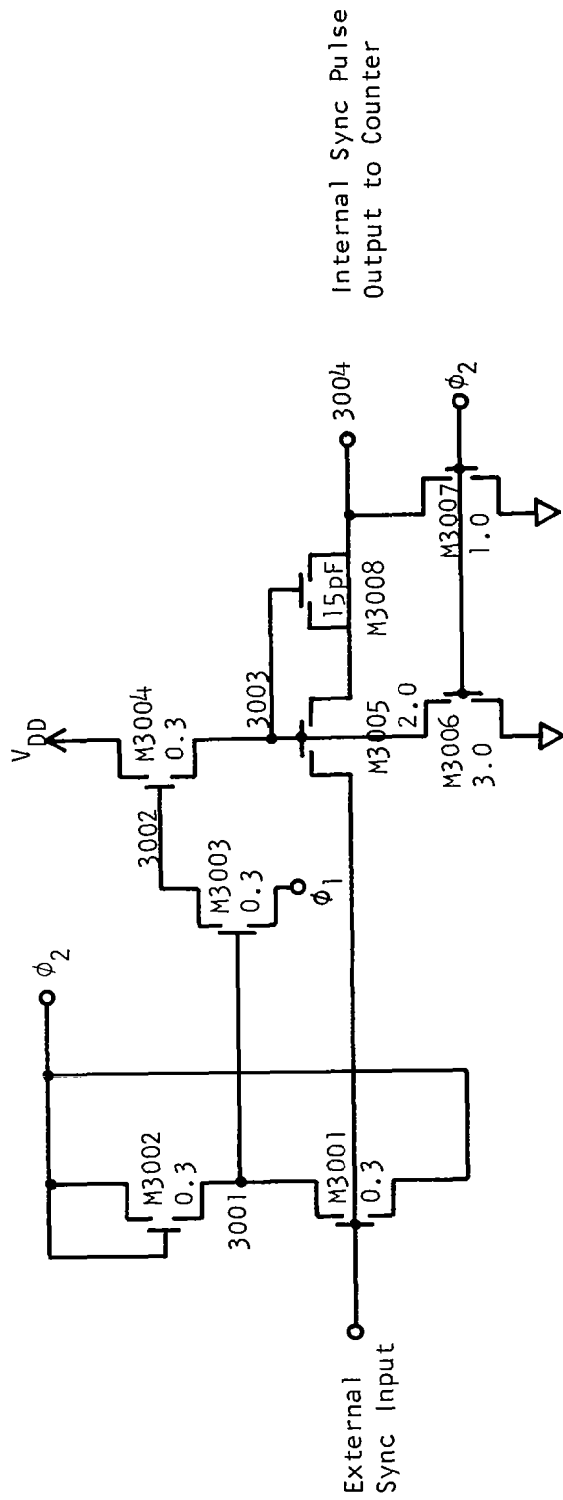 External
Sync Input
M3002
0.3
3001
M3001
0.3
ϕ2
M3003
0.3
ϕ1
3002
VDD
M3004
0.3
3003
M3005
2.0
M3006
3.0
15pF
M3008
M3007
1.0
3004
ϕ2
Internal Sync Pulse
Output to Counter